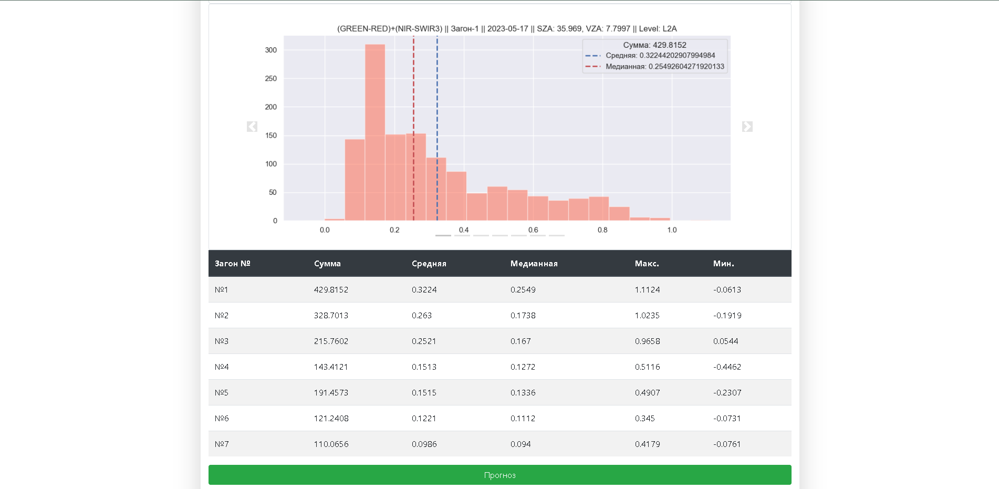 (GREEN-RED)+(NIR-SWIR3) || Загон-1 || 2023-05-17 || SZA: 35.969, VZA: 7.7997 || Level: L2A
Сумма: 429.8152
Средняя: 0.32244202907994984
Медианная: 0.25492604271920133
300
250
200
150
100
50
0
0.0 0.2 0.4 0.6 0.8 1.0
Загон № Сумма Средняя Медианная Макс. Мин.
№1 429.8152 0.3224 0.2549 1.1124 -0.0613
№2 328.7013 0.263 0.1738 1.0235 -0.1919
№3 215.7602 0.2521 0.167 0.9658 0.0544
№4 143.4121 0.1513 0.1272 0.5116 -0.4462
№5 191.4573 0.1515 0.1336 0.4907 -0.2307
№6 121.2408 0.1221 0.1112 0.345 -0.0731
№7 110.0656 0.0986 0.094 0.4179 -0.0761
Прогноз